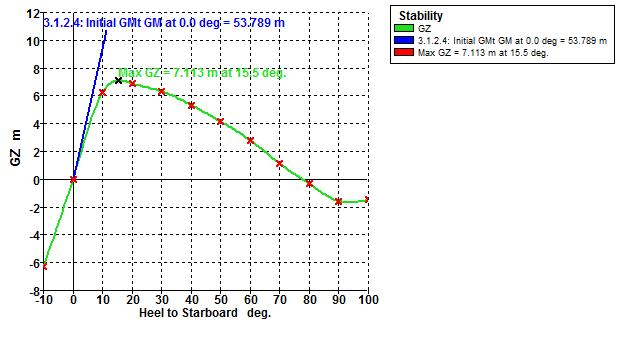 3.1.2.4: Initial GMt GM at 0.0 deg = 53.789 m
Max GZ = 7.113 m at 15.5 deg.
12
10
8
6
4
2
0
-2
-4
-6
-8
GZ m
-10 0 10 20 30 40 50 60 70 80 90 100
Heel to Starboard deg.
Stability
GZ
3.1.2.4: Initial GMt GM at 0.0 deg = 53.789 m
Max GZ = 7.113 m at 15.5 deg.